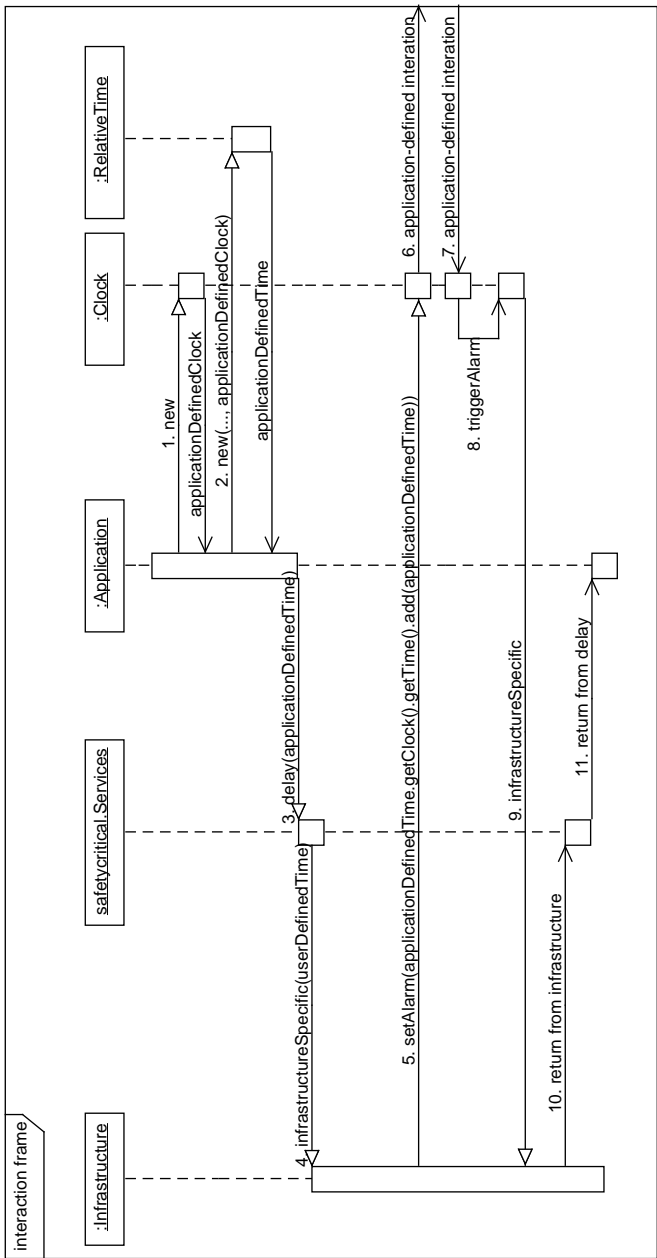 interaction frame
:Infrastructure
safetycritical.Services
:Application
:Clock
:RelativeTime
1. new
applicationDefinedClock
2. new(..., applicationDefinedClock)
applicationDefinedTime
3. delay(applicationDefinedTime)
4. infrastructureSpecific(userDefinedTime)
5. setAlarm(applicationDefinedTime.getClock().getTime().add(applicationDefinedTime))
6. application-defined interation
7. application-defined interation
8. triggerAlarm
9. infrastructureSpecific
10. return from infrastructure
11. return from delay